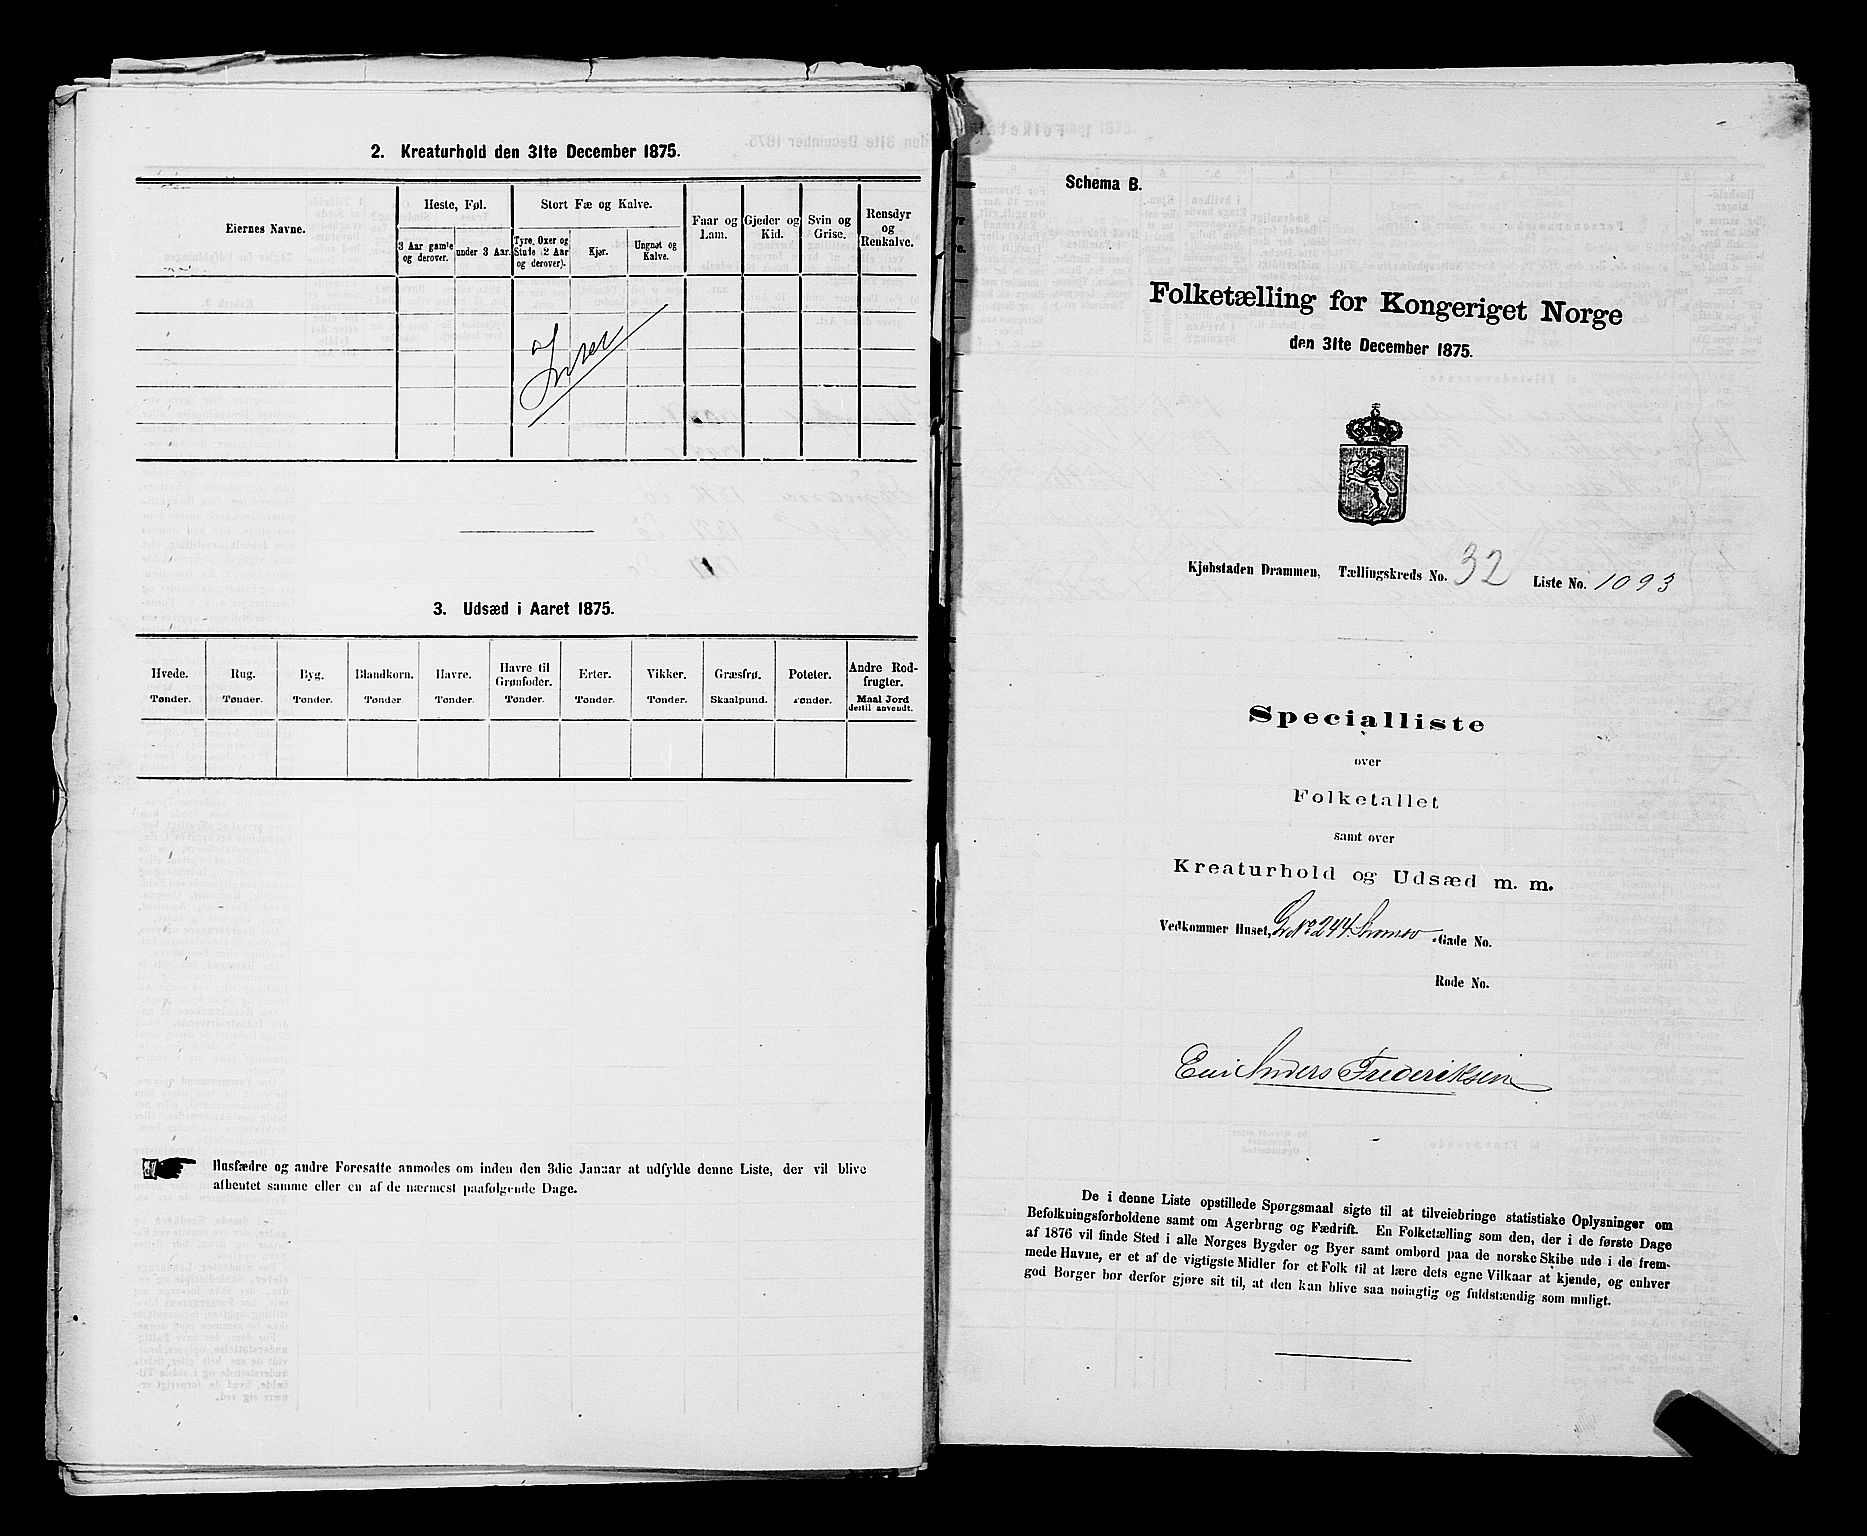 2. Kreaturhold den 31te December 1875.
Eiernes Navne.
Heste, Føl.
Stort Fæ og Kalve.
Faar og Lam.
Gjeder og Kid.
Svin og Grise.
Rensdyr og Renkalve.
3 Aar gamle og derover.
under 3 Aar.
Tyre, Oxer og Stude (2 Aar og derover).
Kjør.
Ungnøt og Kalve.
3. Udsæd i Aaret 1875.
Hvede. Rug. Byg. Blandkorn. Havre. Havre til Grønfoder. Erter. Vikker. Græsfrø. Poteter. Andre Rodfrugter.
Tønder. Tønder. Tønder. Tønder Tønder. Tønder. Tønder. Tønder. Skaalpund. Tønder. Maal Jord dertil anvendt.
Husfædre og andre Foresatte anmodes om inden den 3die Januar at udfylde denne Liste, der vil blive
afhentet samme eller en af de nærmest paafølgende Dage.
Schema B.
Folketælling for Kongeriget Norge
den 31te December 1875.
Kjøbstaden Drammen, Tællingskreds No. 32 Liste No. 1093
Specialliste
over
Folketallet
samt over
Kreaturhold og Udsæd m. m.
Vedkommer Huset, Gr No 244 Strømsø Gade No.
Rode No.
Eier Anders Frederiksen
De i denne Liste opstillede Spørgsmaal sigte til at tilveiebringe statistiske Oplysninger om
Befolkningsforholdene samt om Agerbrug og Fædrift. En Folketælling som den, der i de første Dage
af 1876 vil finde Sted i alle Norges Bygder og Byer samt ombord paa de norske Skibe ude i de frem-
mede Havne, er et af de vigtigste Midler for et Folk til at lære dets egne Vilkaar at kjende, og enhver
god Borger bør derfor gjøre sit til, at den kan blive saa nøiagtig og fuldstændig som muligt.